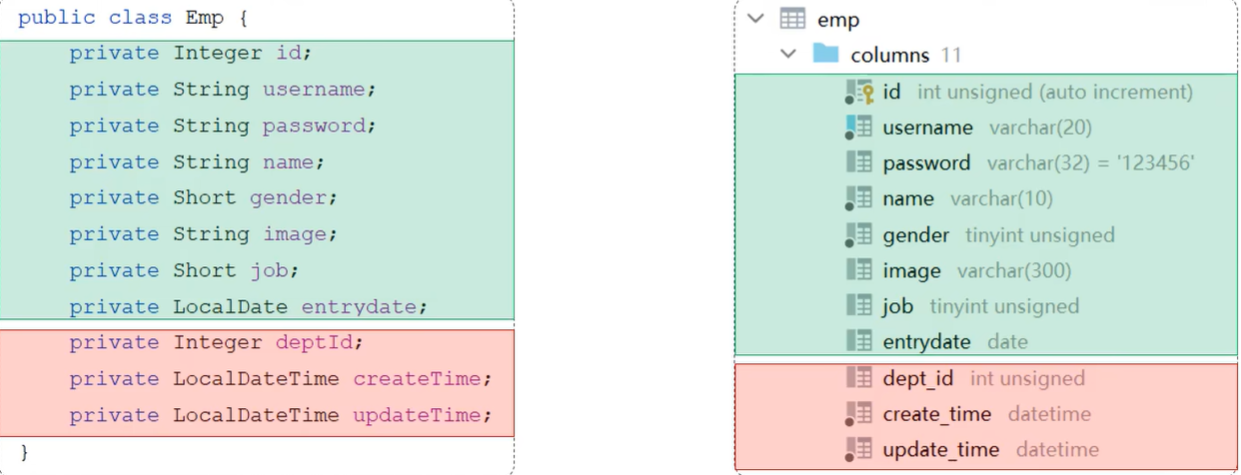 public class Emp {
private Integer id;
private String username;
private String password;
private String name;
private Short gender;
private String image;
private Short job;
private LocalDate entrydate;
private Integer deptId;
private LocalDateTime createTime;
private LocalDateTime updateTime;
}
emp
columns 11
id int unsigned (auto increment)
username varchar(20)
password varchar(32) = '123456'
name varchar(10)
gender tinyint unsigned
image varchar(300)
job tinyint unsigned
entrydate date
dept_id int unsigned
create_time datetime
update_time datetime